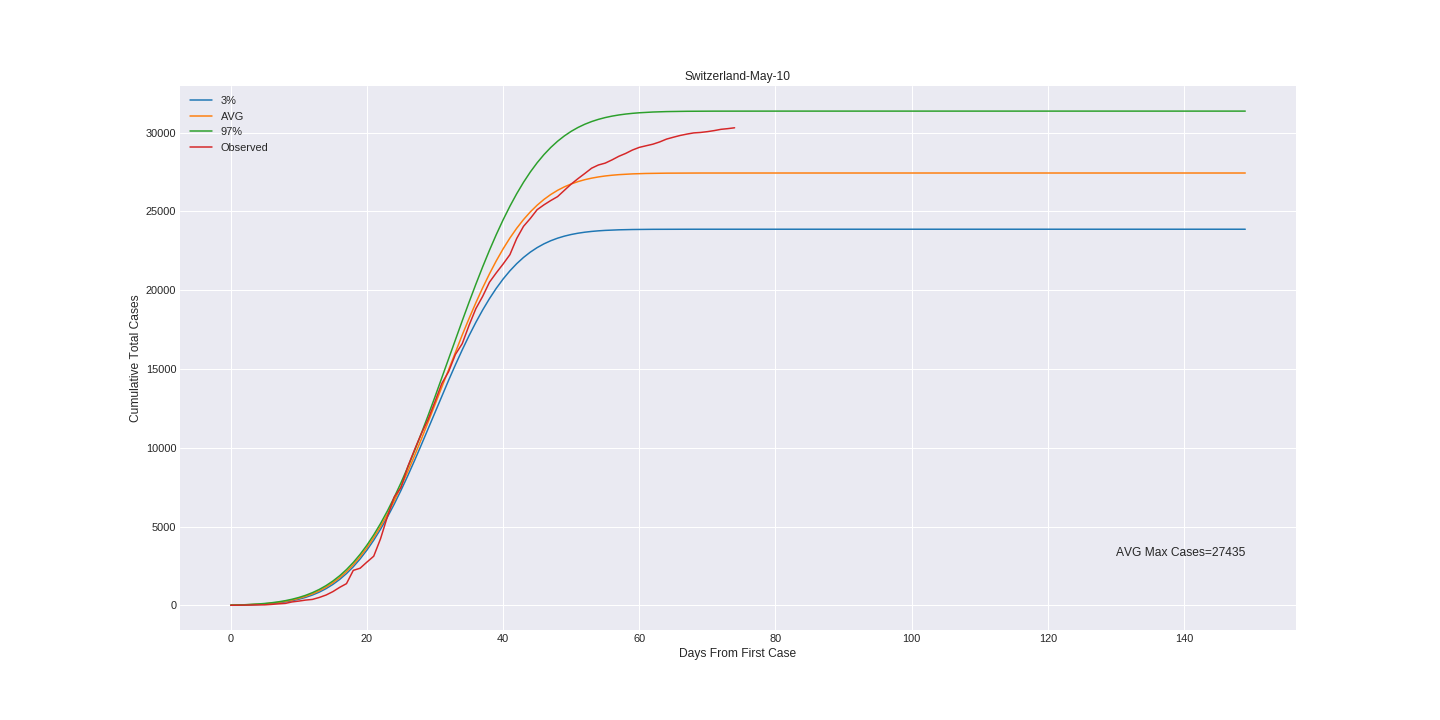 Switzerland-May-10
3%
AVG
97%
Observed
30000
25000
20000
15000
10000
5000
0
Cumulative Total Cases
AVG Max Cases=27435
0 20 40 60 80 100 120 140
Days From First Case